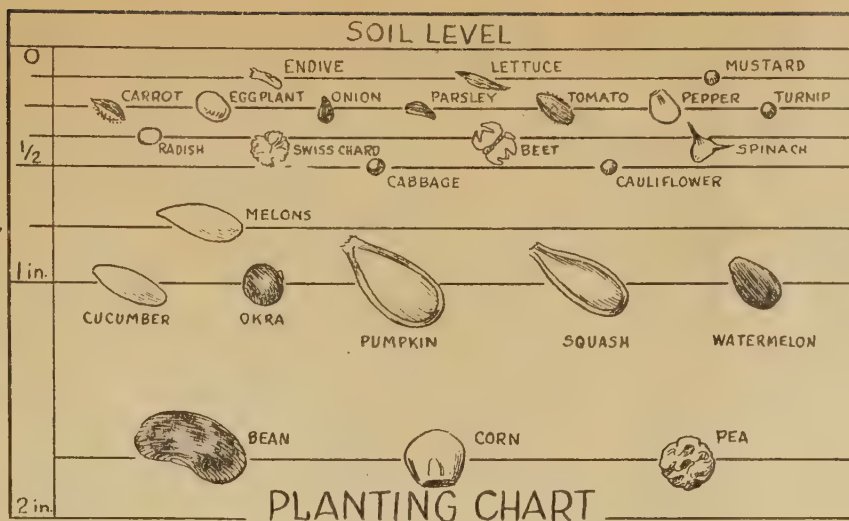 SOIL LEVEL
0
ENDIVE LETTUCE MUSTARD
CARROT EGGPLANT ONION PARSLEY TOMATO PEPPER TURNIP
1/2
RADISH SWISS CHARD BEET SPINACH
CABBAGE CAULIFLOWER
MELONS
1 in.
CUCUMBER OKRA PUMPKIN SQUASH WATERMELON
BEAN CORN PEA
2 in. PLANTING CHART